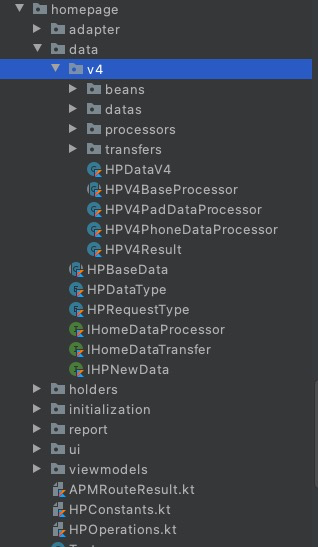 homepage
adapter
data
v4
beans
datas
processors
transfers
HPDataV4
HPV4BaseProcessor
HPV4PadDataProcessor
HPV4PhoneDataProcessor
HPV4Result
HPBaseData
HPDataType
HPRequestType
IHomeDataProcessor
IHomeDataTransfer
IHPNewData
holders
initialization
report
ui
viewmodels
APMRouteResult.kt
HPConstants.kt
HPOperations.kt